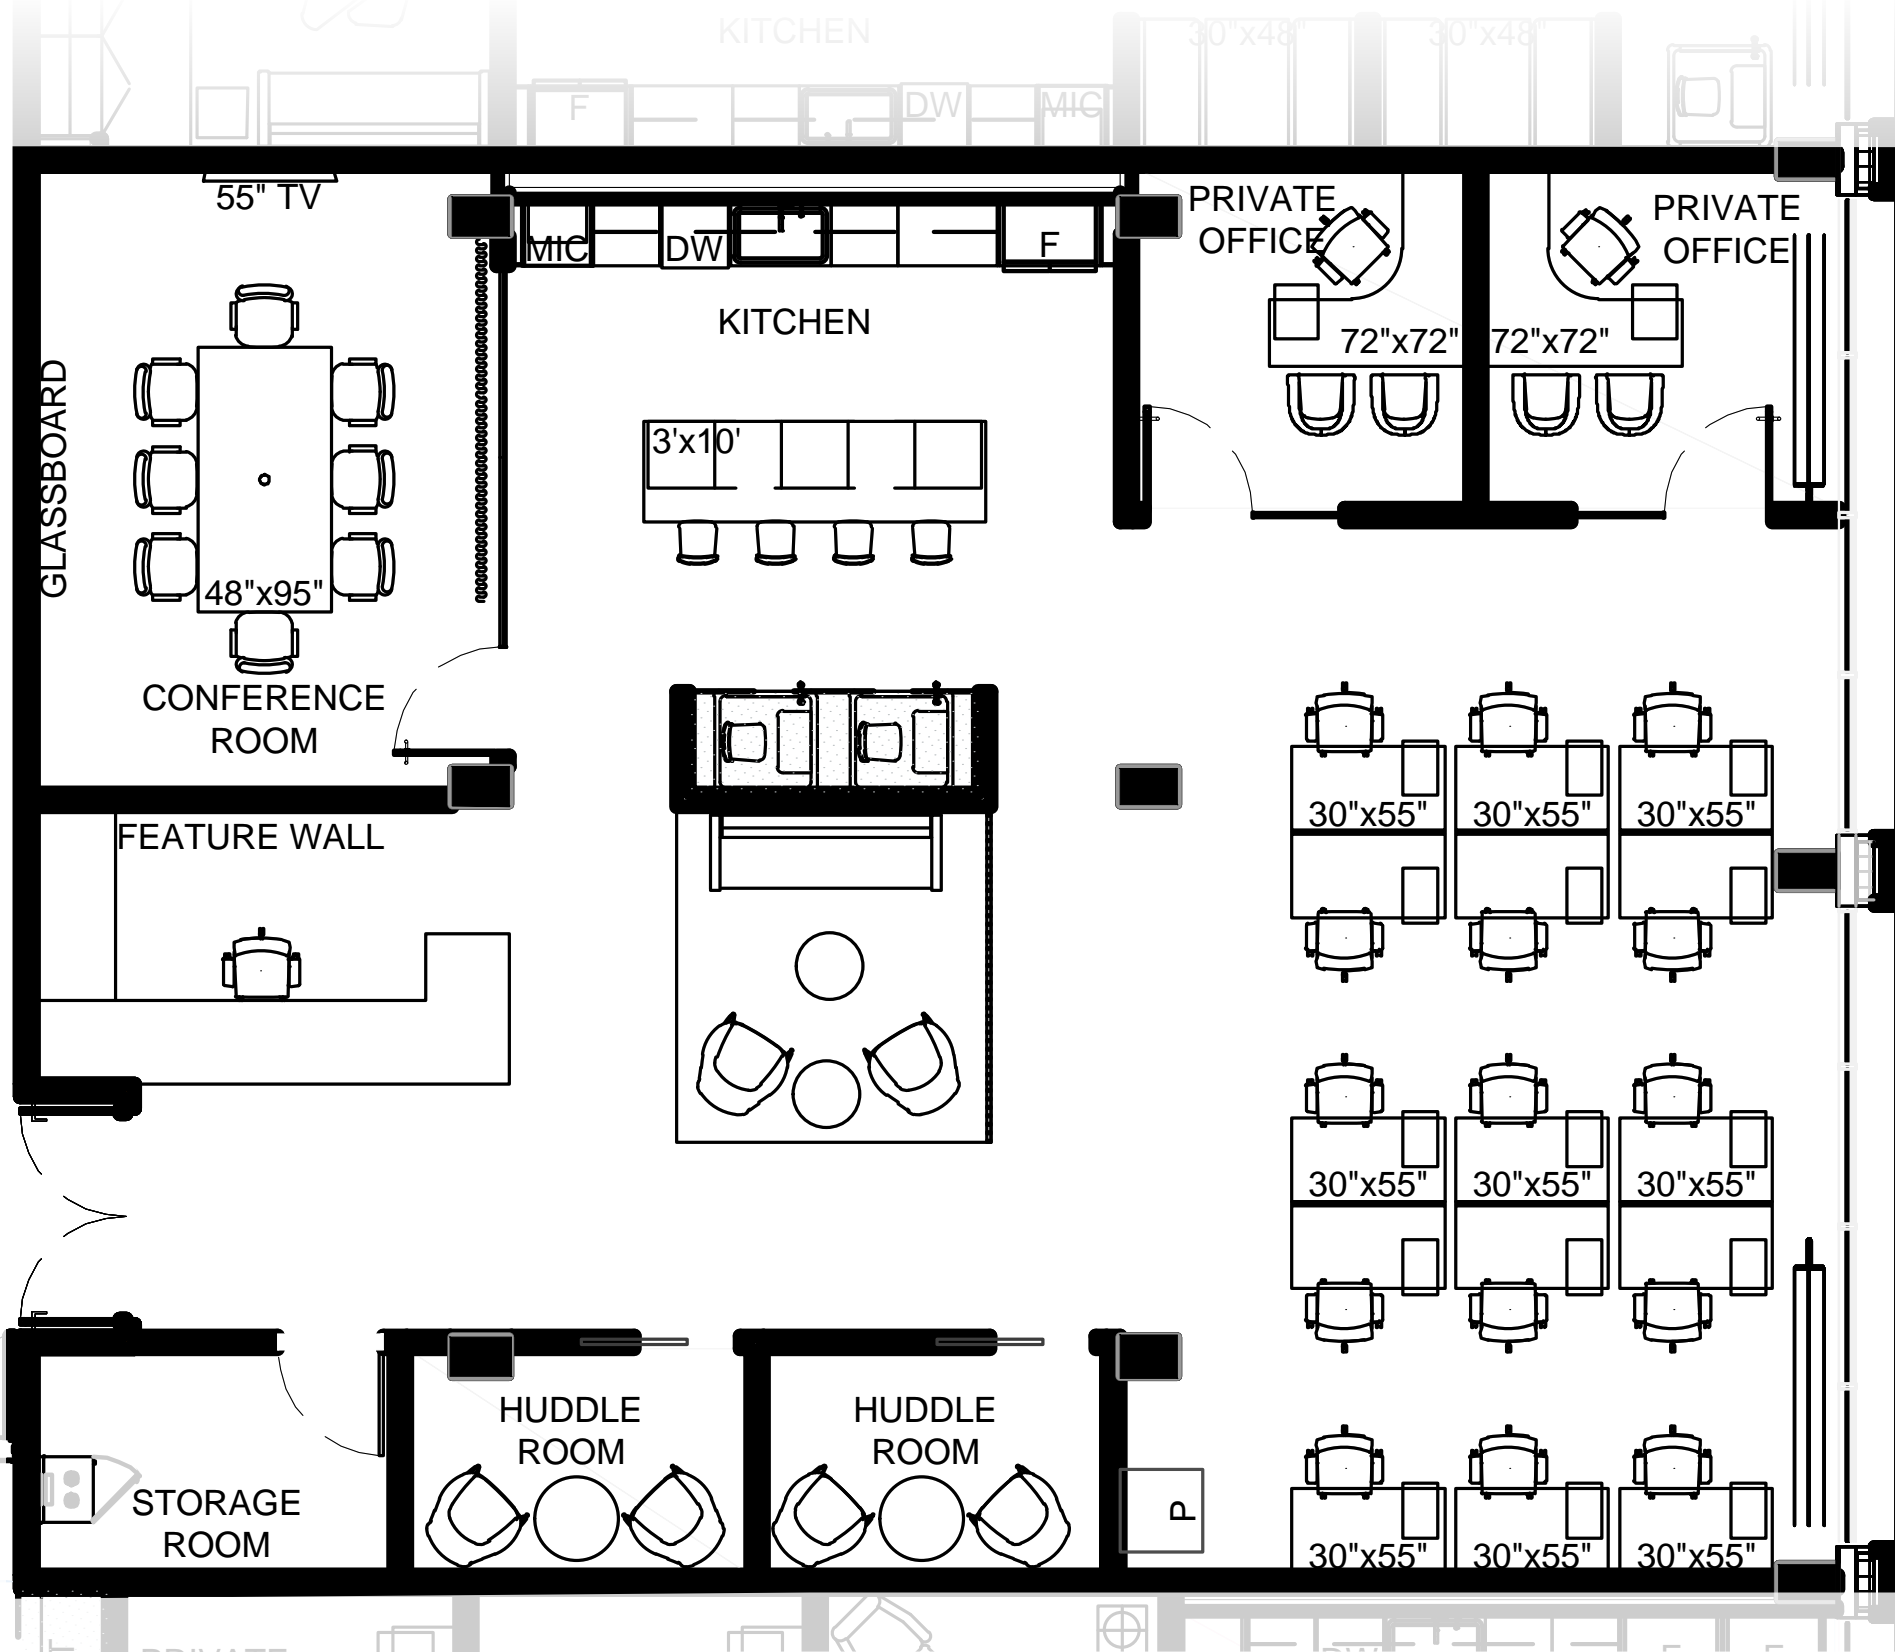 KITCHEN
30"x48"
30"x48"
F
DW
MIC
55" TV
PRIVATE
OFFICE
PRIVATE
OFFICE
MIC
DW
F
KITCHEN
72"x72"
72"x72"
GLASSBOARD
3'x10'
48"x95"
CONFERENCE
ROOM
FEATURE WALL
30"x55"
30"x55"
30"x55"
30"x55"
30"x55"
30"x55"
HUDDLE
ROOM
HUDDLE
ROOM
STORAGE
ROOM
P
30"x55"
30"x55"
30"x55"
PRIVATE
DW
F
F